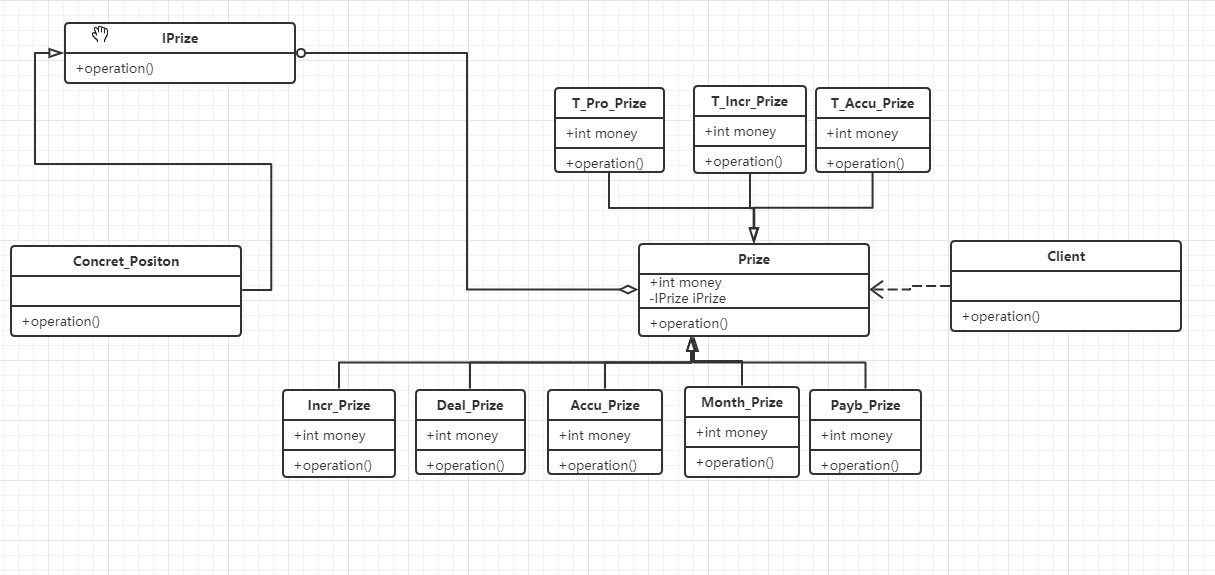 IPrize
+operation()
T_Pro_Prize
+int money
+operation()
T_Incr_Prize
+int money
+operation()
T_Accu_Prize
+int money
+operation()
Concret_Positon
+operation()
Prize
+int money
-IPrize iPrize
+operation()
Client
+operation()
Incr_Prize
+int money
+operation()
Deal_Prize
+int money
+operation()
Accu_Prize
+int money
+operation()
Month_Prize
+int money
+operation()
Payb_Prize
+int money
+operation()